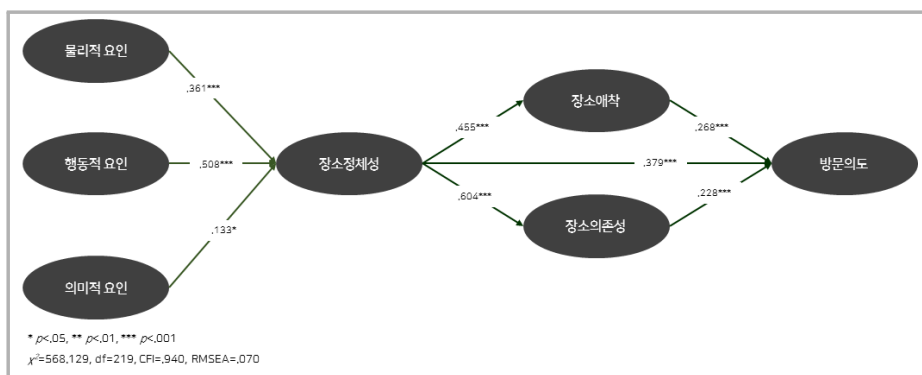 물리적 요인
.361***
장소애착
.455***
.268***
행동적 요인
.508***
장소정체성
.379***
방문의도
.604***
.228***
.133*
장소의존성
의미적 요인
* p<.05, ** p<.01, *** p<.001
χ²=568.129, df=219, CFI=.940, RMSEA=.070